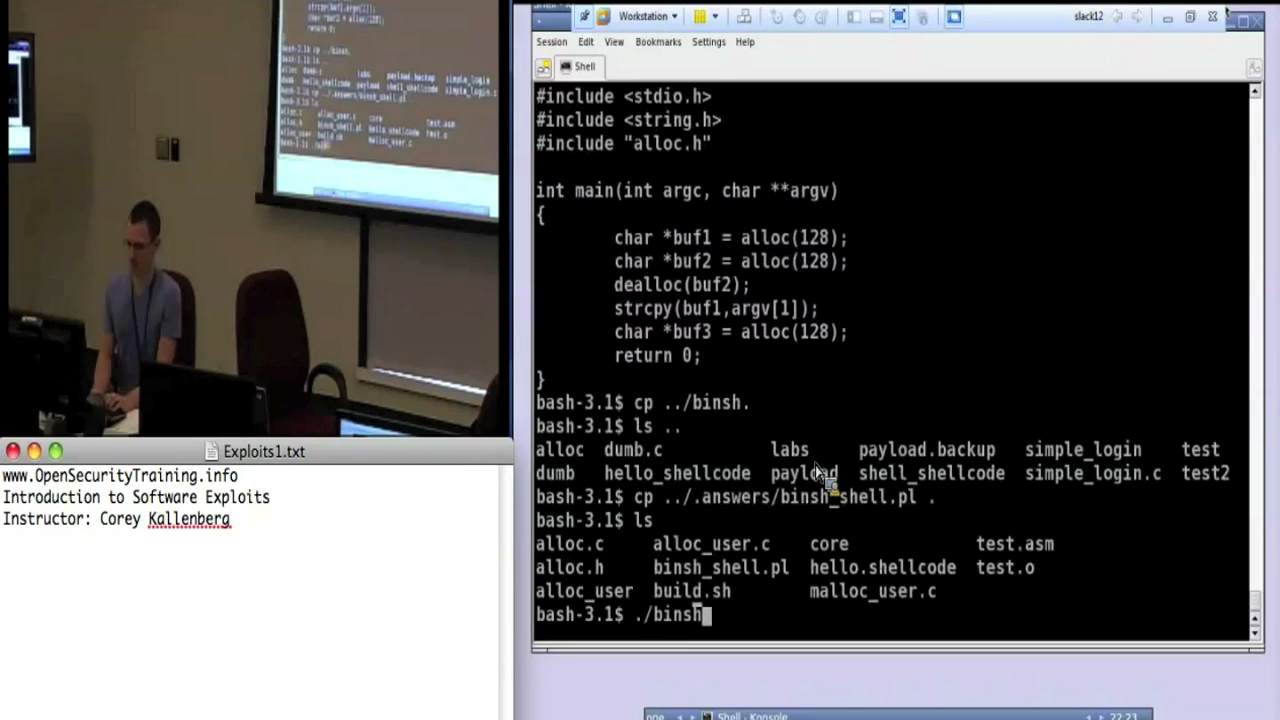 Workstation
slack12
Session Edit View Bookmarks Settings Help
Shell
#include <stdio.h>
#include <string.h>
#include "alloc.h"
int main(int argc, char **argv)
{
char *buf1 = alloc(128);
char *buf2 = alloc(128);
dealloc(buf2);
strcpy(buf1,argv[1]);
char *buf3 = alloc(128);
return 0;
}
bash-3.1$ cp ../binsh.
bash-3.1$ ls ..
alloc dumb.c labs payload.backup simple_login test
dumb hello_shellcode payload shell_shellcode simple_login.c test2
bash-3.1$ cp ../.answers/binsh_shell.pl .
bash-3.1$ ls
alloc.c alloc_user.c core test.asm
alloc.h binsh_shell.pl hello.shellcode test.o
alloc_user build.sh malloc_user.c
bash-3.1$ ./binsh
Exploits1.txt
www.OpenSecurityTraining.info
Introduction to Software Exploits
Instructor: Corey Kallenberg
Shell - Konsole